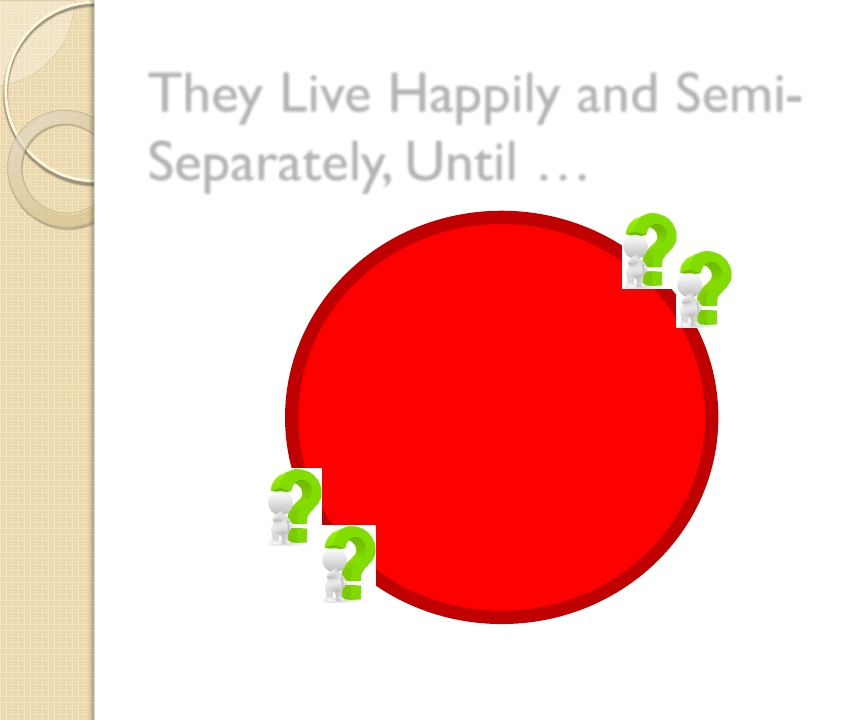 They Live Happily and Semi-
Separately, Until …